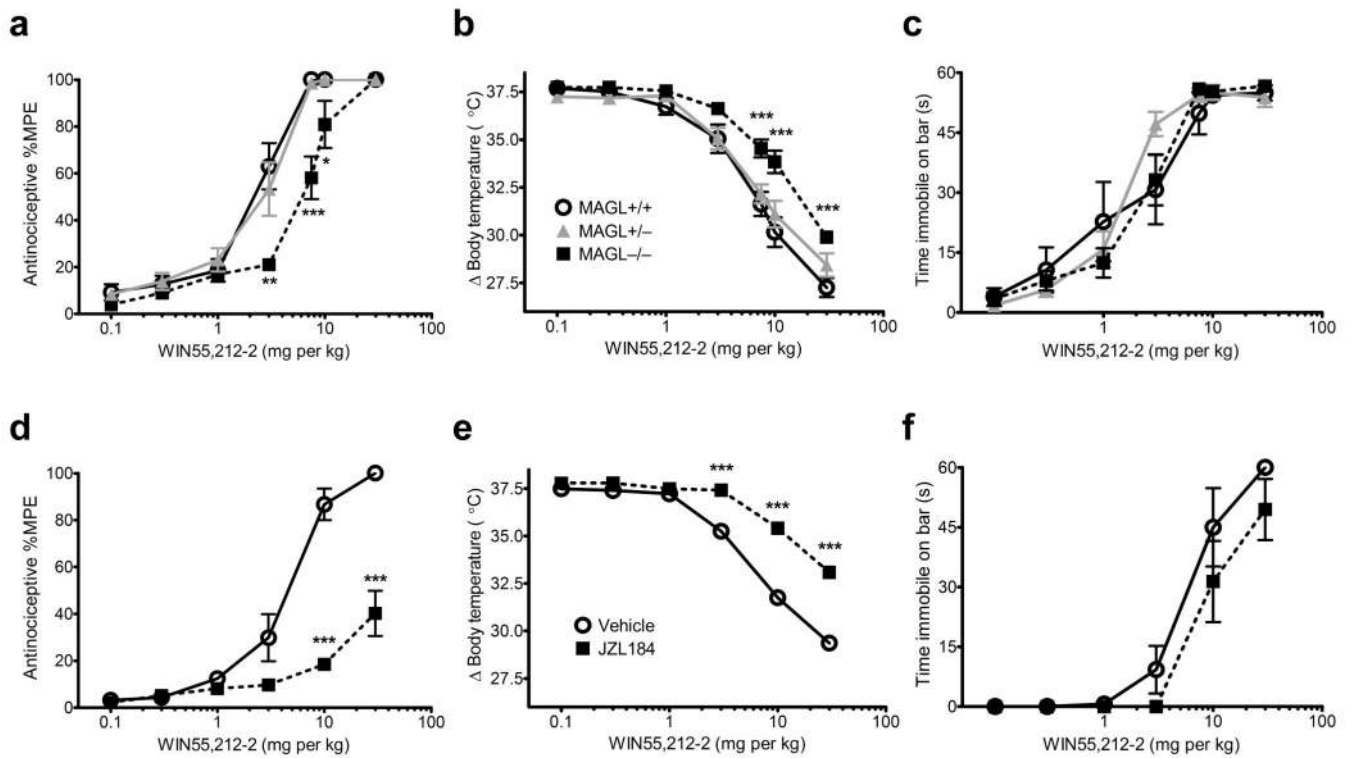 a
b
c
100
80
60
40
20
0
Antinociceptive %MPE
0.1
1
10
100
WIN55,212-2 (mg per kg)
**
***
*
37.5
35.0
32.5
30.0
27.5
Δ Body temperature ( °C)
MAGL+/+
MAGL+/–
MAGL–/–
***
***
***
0.1
1
10
100
WIN55,212-2 (mg per kg)
60
45
30
15
0
Time immobile on bar (s)
1
10
100
WIN55,212-2 (mg per kg)
d
e
f
100
80
60
40
20
0
Antinociceptive %MPE
***
***
0.1
1
10
100
WIN55,212-2 (mg per kg)
37.5
35.0
32.5
30.0
27.5
Δ Body temperature ( °C)
***
***
***
Vehicle
JZL184
0.1
1
10
100
WIN55,212-2 (mg per kg)
60
45
30
15
0
Time immobile on bar (s)
1
10
100
WIN55,212-2 (mg per kg)